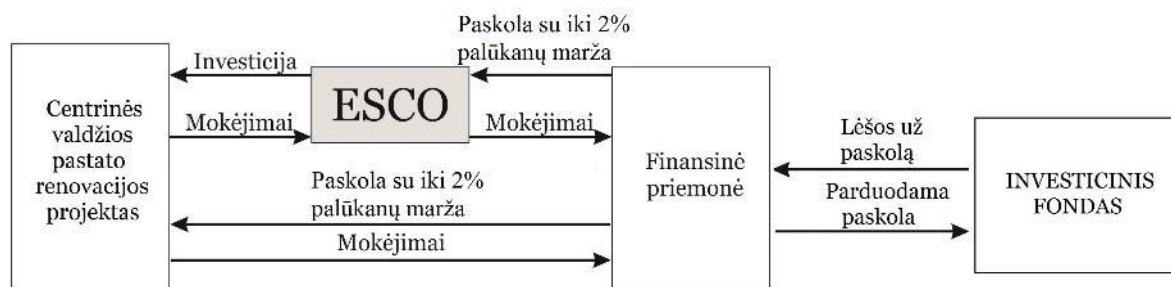 Paskola su iki 2%
palūkanų marža
Investicija
ESCO
Mokėjimai
Mokėjimai
Centrinės
valdžios
pastato
renovacijos
projektas
Paskola su iki 2%
palūkanų marža
Mokėjimai
Finansinė
priemonė
Lėšos už
paskolą
Parduodama
paskola
INVESTICINIS
FONDAS